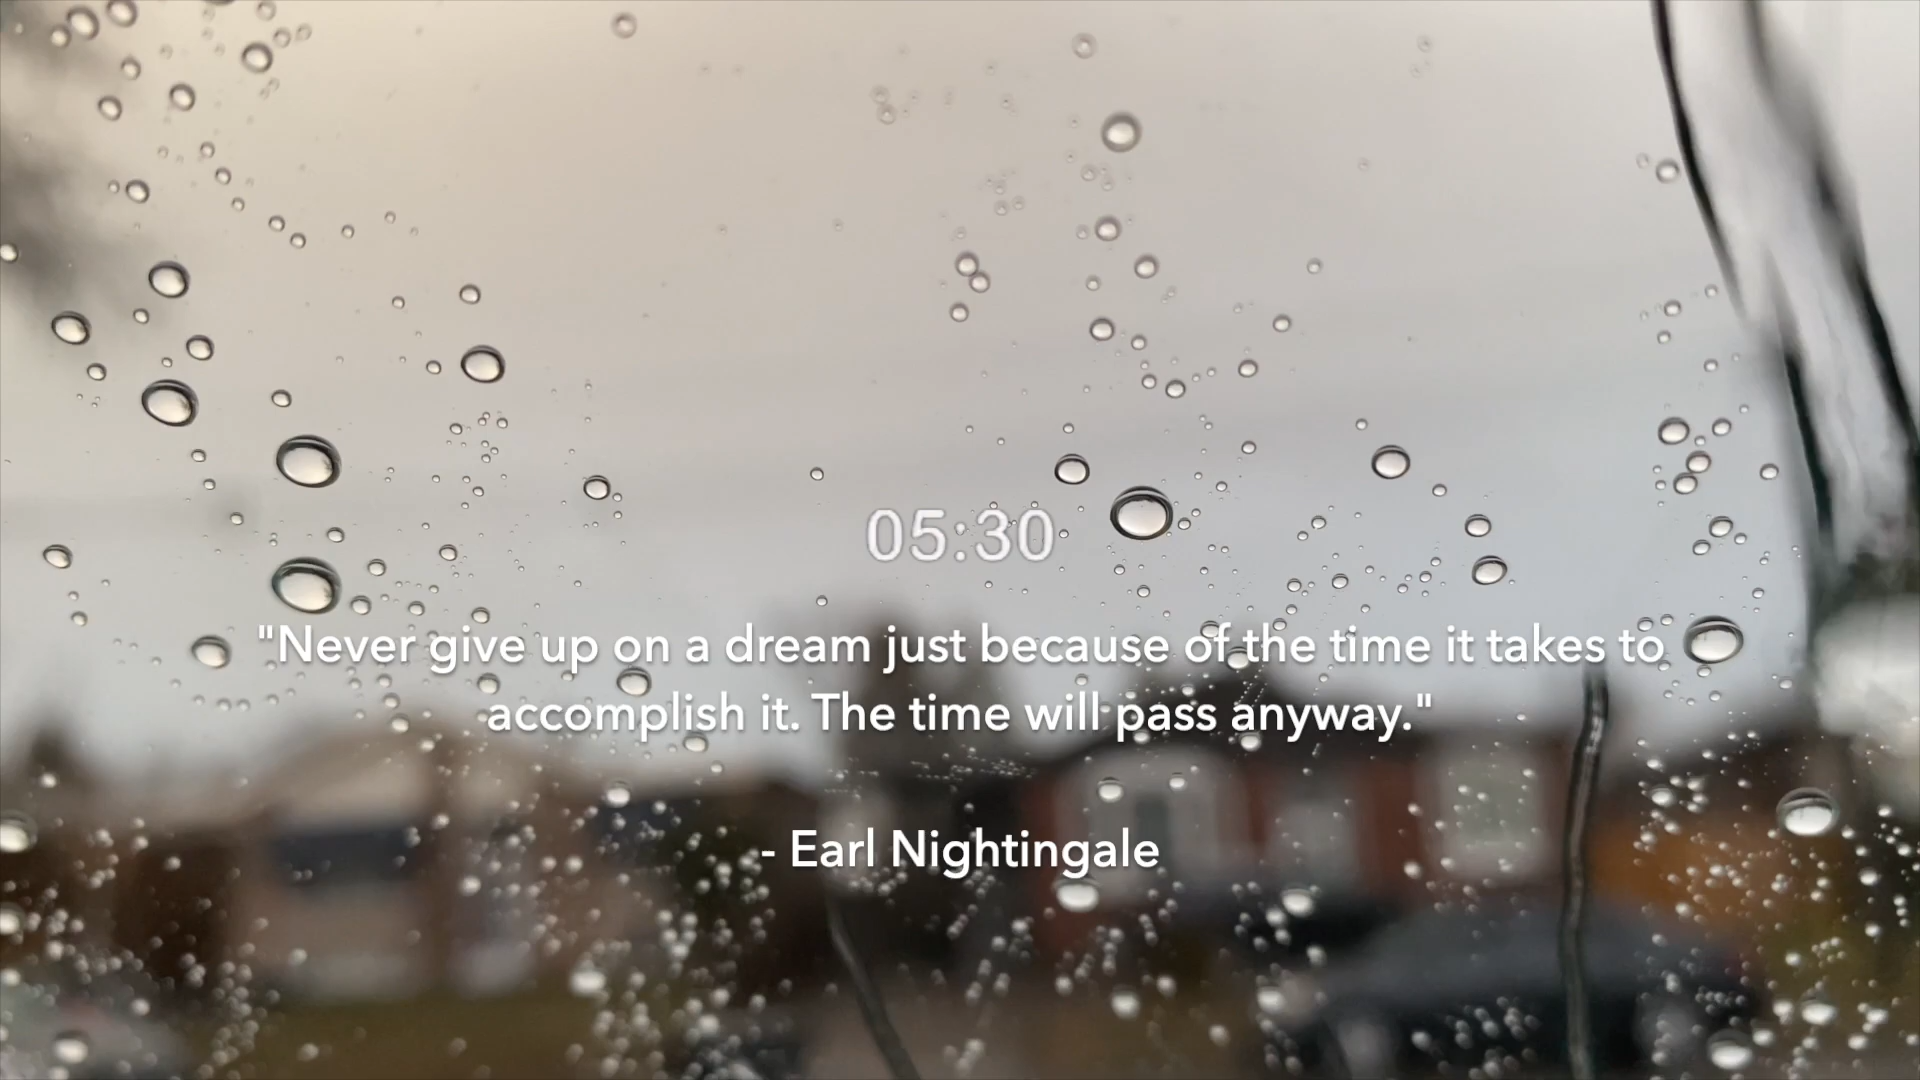 05:30
"Never give up on a dream just because of the time it takes to
accomplish it. The time will pass anyway."
- Earl Nightingale